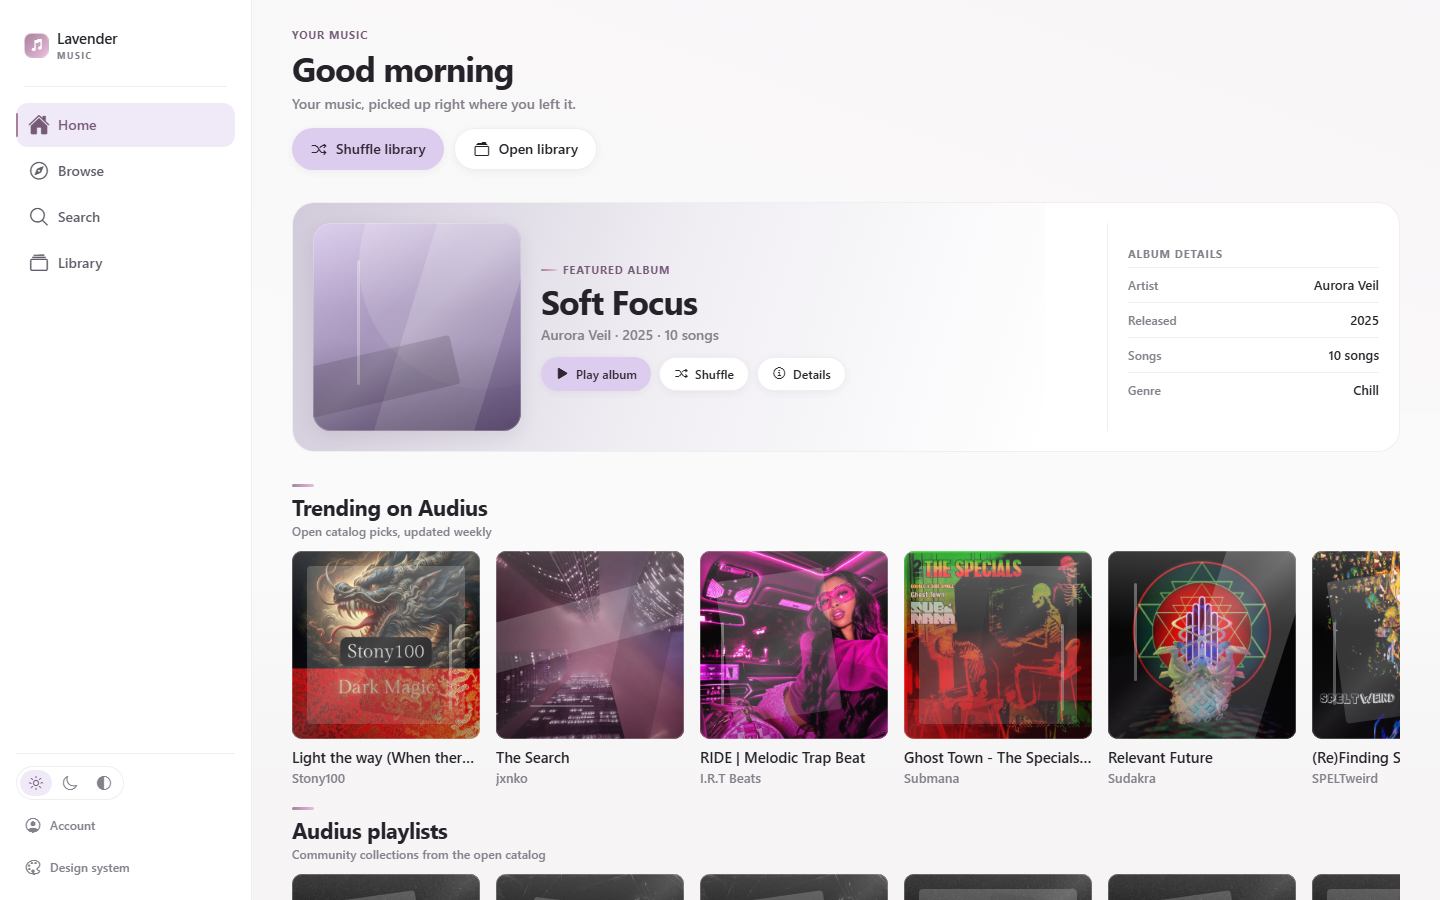 Lavender
MUSIC
Home
Browse
Search
Library
Account
Design system
YOUR MUSIC
Good morning
Your music, picked up right where you left it.
Shuffle library
Open library
FEATURED ALBUM
Soft Focus
Aurora Veil · 2025 · 10 songs
Play album
Shuffle
Details
ALBUM DETAILS
Artist Aurora Veil
Released 2025
Songs 10 songs
Genre Chill
Trending on Audius
Open catalog picks, updated weekly
Stony100
Dark Magic
THE SPECIALS
Ghost Town
SUB
MANA
SPELTWEIRD
Light the way (When ther...
Stony100
The Search
jxnko
RIDE | Melodic Trap Beat
I.R.T Beats
Ghost Town - The Specials...
Submana
Relevant Future
Sudakra
(Re)Finding S
SPELTweird
Audius playlists
Community collections from the open catalog